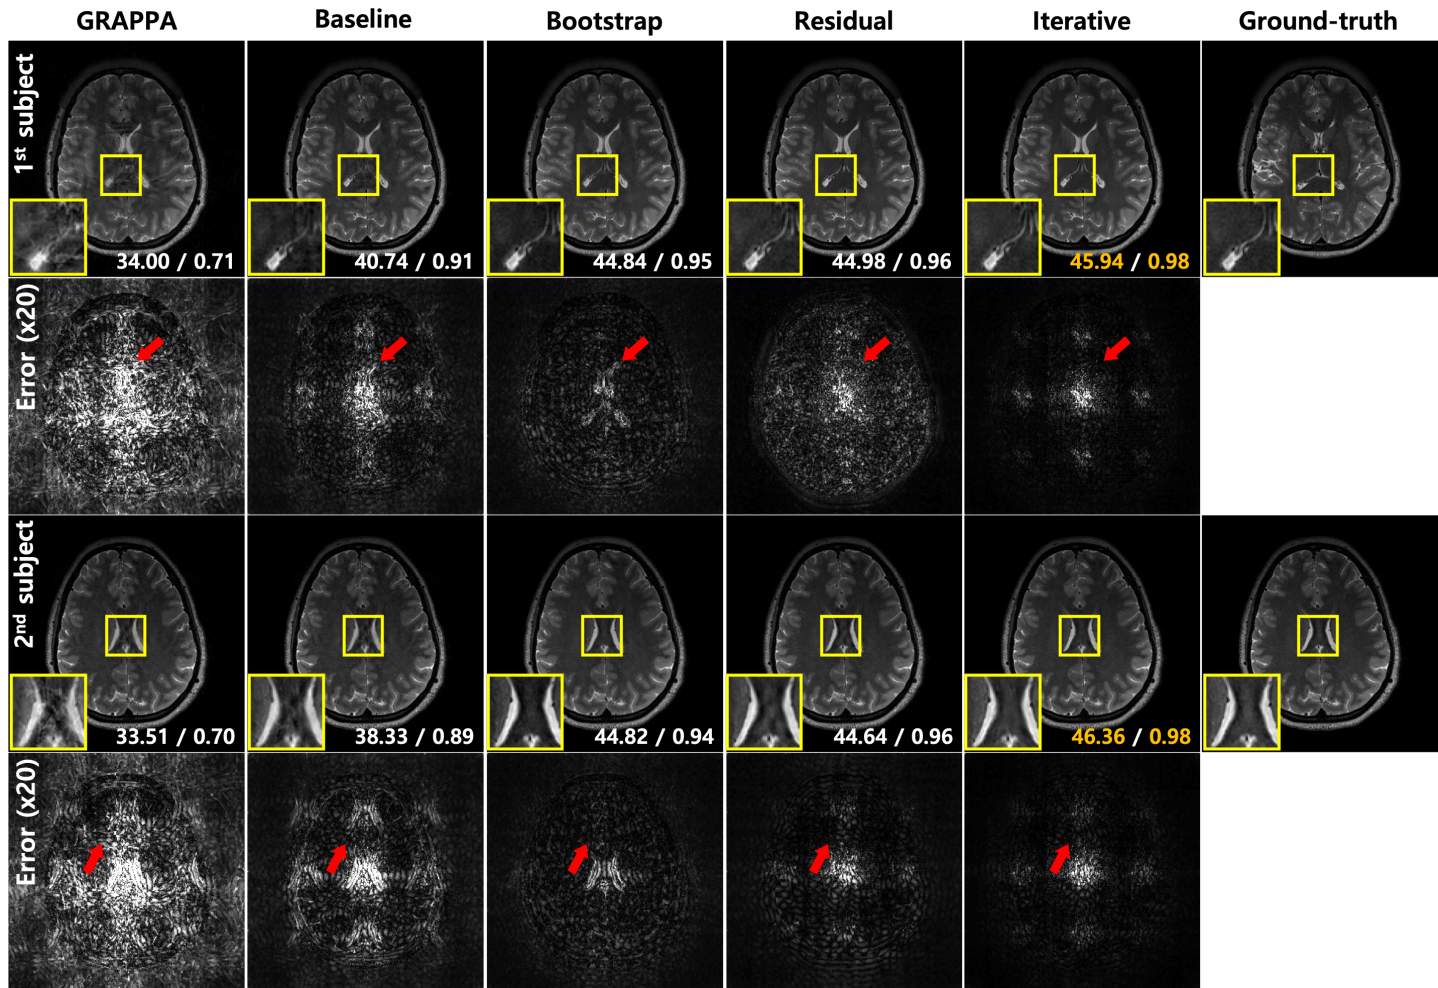 GRAPPA Baseline Bootstrap Residual Iterative Ground-truth
1st subject
34.00 / 0.71 40.74 / 0.91 44.84 / 0.95 44.98 / 0.96 45.94 / 0.98
Error (x20)
2nd subject
33.51 / 0.70 38.33 / 0.89 44.82 / 0.94 44.64 / 0.96 46.36 / 0.98
Error (x20)